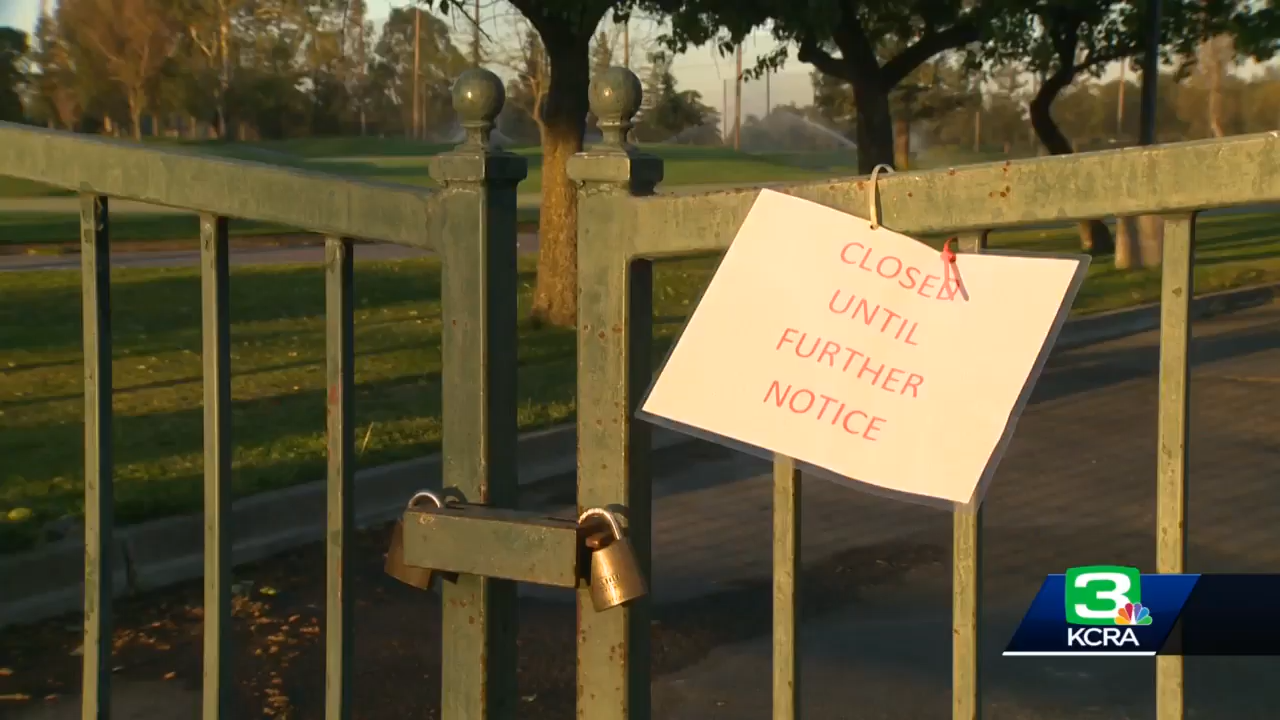 CLOSED
UNTIL
FURTHER
NOTICE
3
KCRA